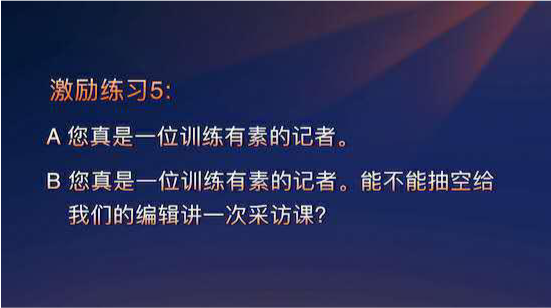 激励练习5:
A 您真是一位训练有素的记者。
B 您真是一位训练有素的记者。能不能抽空给
我们的编辑讲一次采访课?